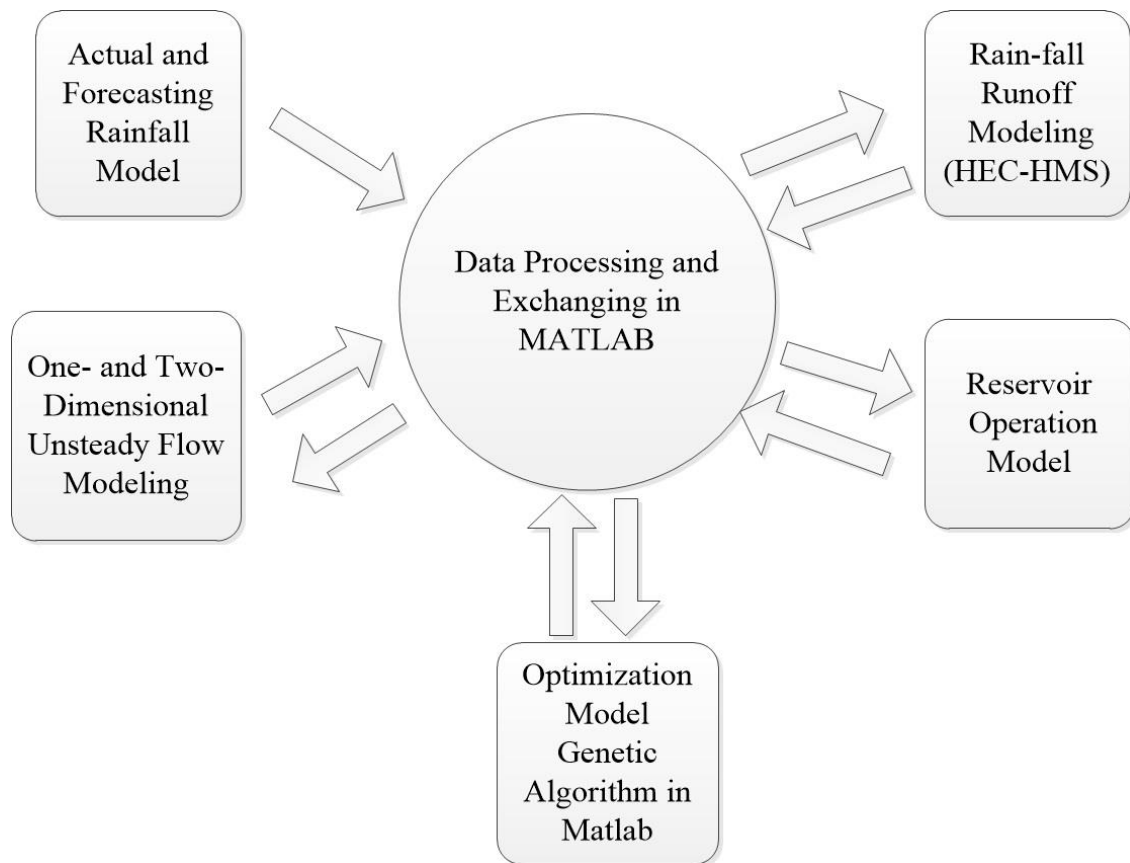 Actual and
Forecasting
Rainfall
Model
Rain-fall
Runoff
Modeling
(HEC-HMS)
Data Processing and
Exchanging in
MATLAB
One- and Two-
Dimensional
Unsteady Flow
Modeling
Reservoir
Operation
Model
Optimization
Model
Genetic
Algorithm in
Matlab